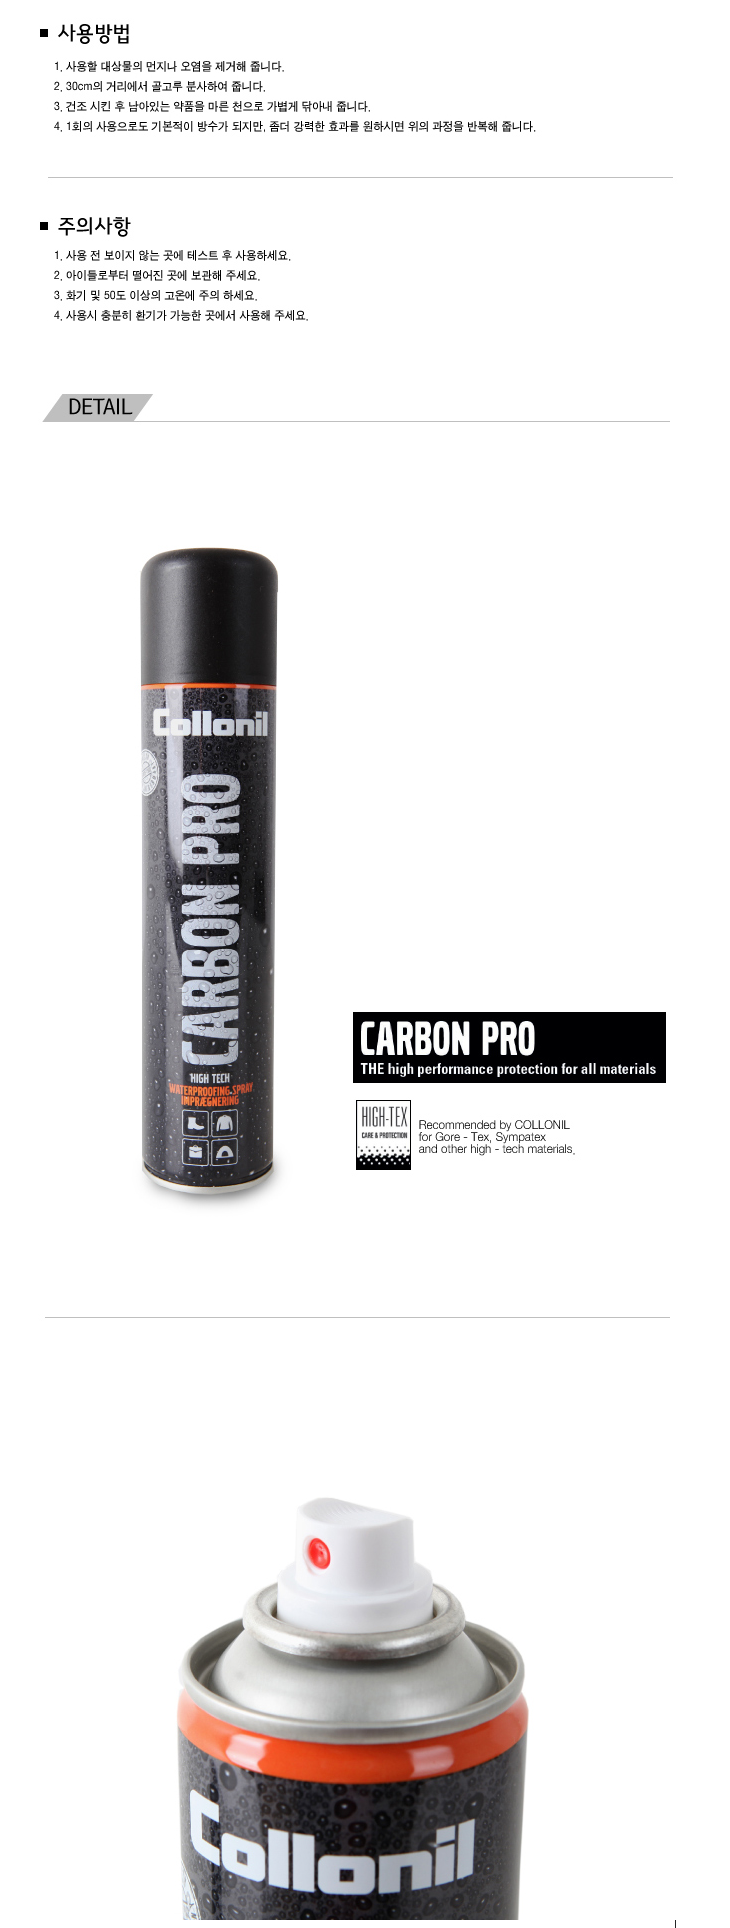 사용방법
1. 사용할 대상물의 먼지나 오염을 제거해 줍니다.
2. 30cm의 거리에서 골고루 분사하여 줍니다.
3. 건조 시킨 후 남아있는 약품을 마른 천으로 가볍게 닦아내 줍니다.
4. 1회의 사용으로도 기본적이 방수가 되지만, 좀더 강력한 효과를 원하시면 위의 과정을 반복해 줍니다.
주의사항
1. 사용 전 보이지 않는 곳에 테스트 후 사용하세요.
2. 아이들로부터 떨어진 곳에 보관해 주세요.
3. 화기 및 50도 이상의 고온에 주의 하세요.
4. 사용시 충분히 환기가 가능한 곳에서 사용해 주세요.
DETAIL
Collonil
CARBON PRO
HIGH TECH
WATERPROOFING-SPRAY
IMPRÆGNERING
CARBON PRO
THE high performance protection for all materials
HIGH-TEX
CARE & PROTECTION
Recommended by COLLONIL
for Gore - Tex, Sympatex
and other high - tech materials.
Collonil